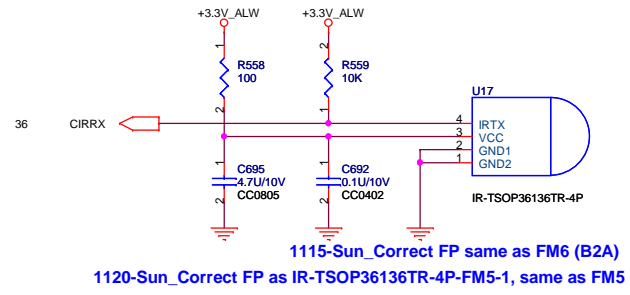 +3.3V_ALW
+3.3V_ALW
1
2
R558
100
R559
10K
2
1
U17
36
CIRRX
4
IRTX
3
VCC
2
GND1
1
GND2
1
C695
4.7U/10V
CC0805
2
1
C692
0.1U/10V
CC0402
2
IR-TSOP36136TR-4P
1115-Sun_Correct FP same as FM6 (B2A)
1120-Sun_Correct FP as IR-TSOP36136TR-4P-FM5-1, same as FM5